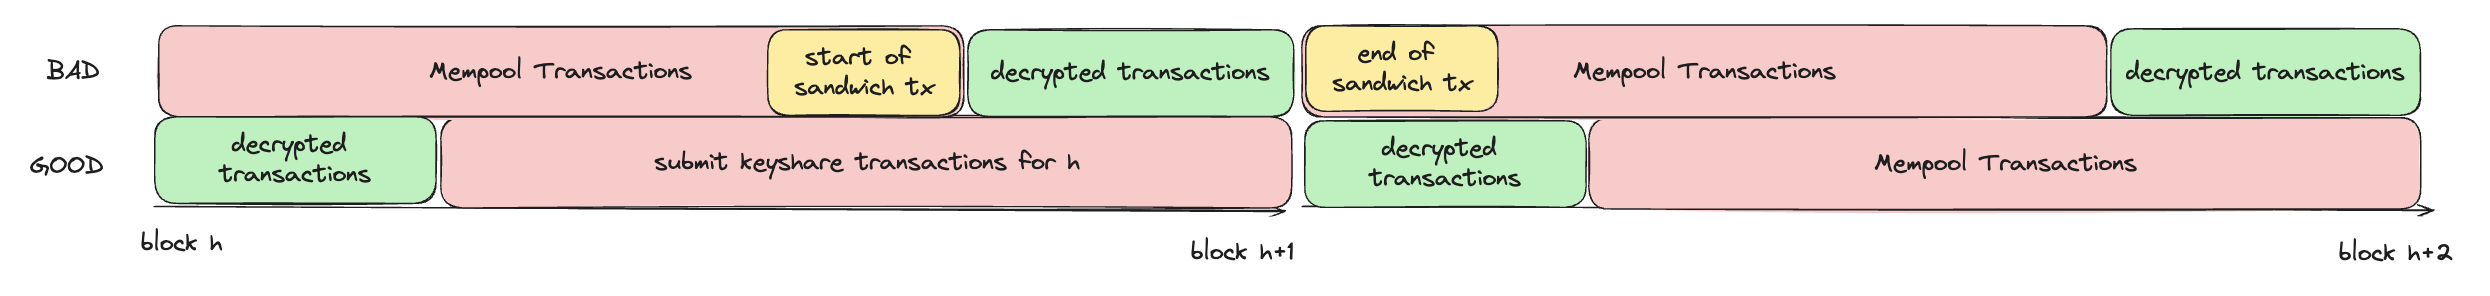 BAD
Mempool Transactions
start of
sandwich tx
decrypted transactions
end of
sandwich tx
Mempool Transactions
decrypted transactions
GOOD
decrypted
transactions
submit keyshare transactions for h
decrypted
transactions
Mempool Transactions
block h
block h+1
block h+2